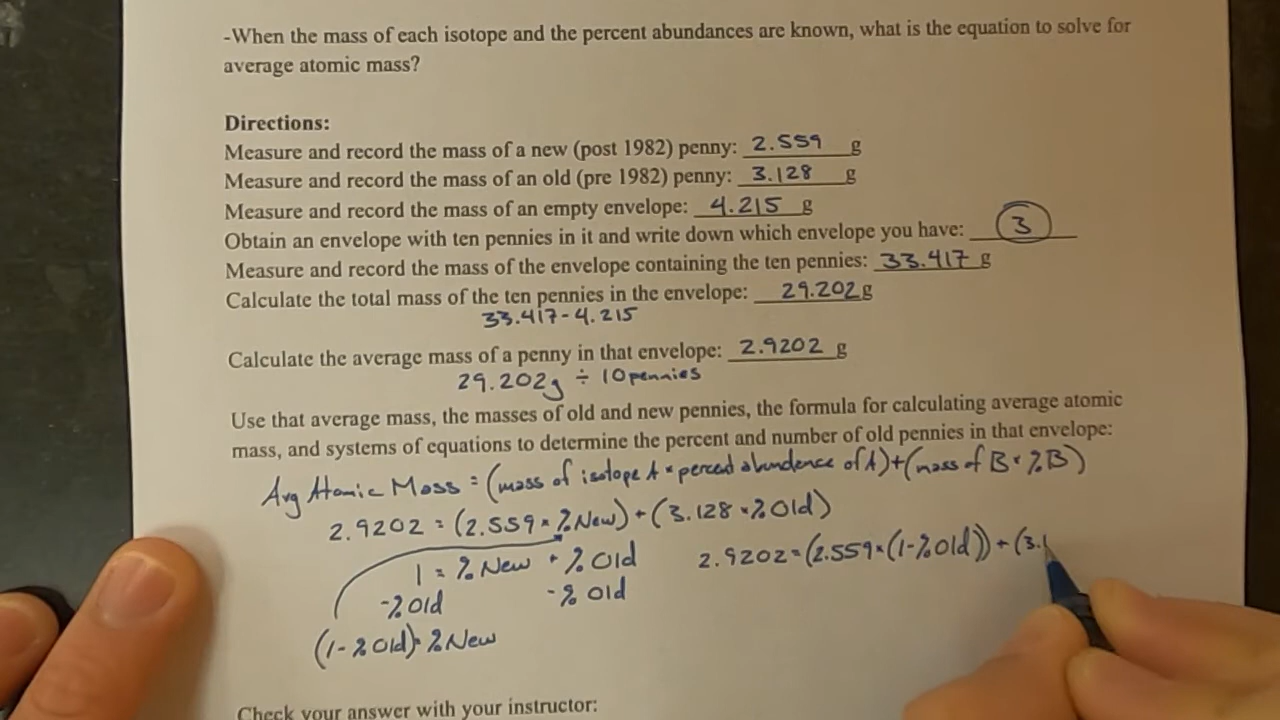 -When the mass of each isotope and the percent abundances are known, what is the equation to solve for
average atomic mass?
Directions:
Measure and record the mass of a new (post 1982) penny: 2.559 g
Measure and record the mass of an old (pre 1982) penny: 3.128 g
Measure and record the mass of an empty envelope: 4.215 g
Obtain an envelope with ten pennies in it and write down which envelope you have: 3
Measure and record the mass of the envelope containing the ten pennies: 33.417 g
Calculate the total mass of the ten pennies in the envelope: 29.202 g
33.417-4.215
Calculate the average mass of a penny in that envelope: 2.9202 g
29.202g ÷ 10 pennies
Use that average mass, the masses of old and new pennies, the formula for calculating average atomic
mass, and systems of equations to determine the percent and number of old pennies in that envelope:
Avg Atomic Mass = (mass of isotope A × percent abundance of A) + (mass of B × %B)
2.9202 = (2.559 × %New) + (3.128 × %Old)
1 = %New + %Old
2.9202 = (2.559 × (1-%Old)) + (3.1
-%Old -%Old
(1-%Old) = %New
Check your answer with your instructor: